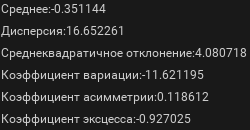 Среднее:-0.351144
Дисперсия:16.652261
Среднеквадратичное отклонение:4.080718
Коэффициент вариации:-11.621195
Коэффициент асимметрии:0.118612
Коэффициент эксцесса:-0.927025